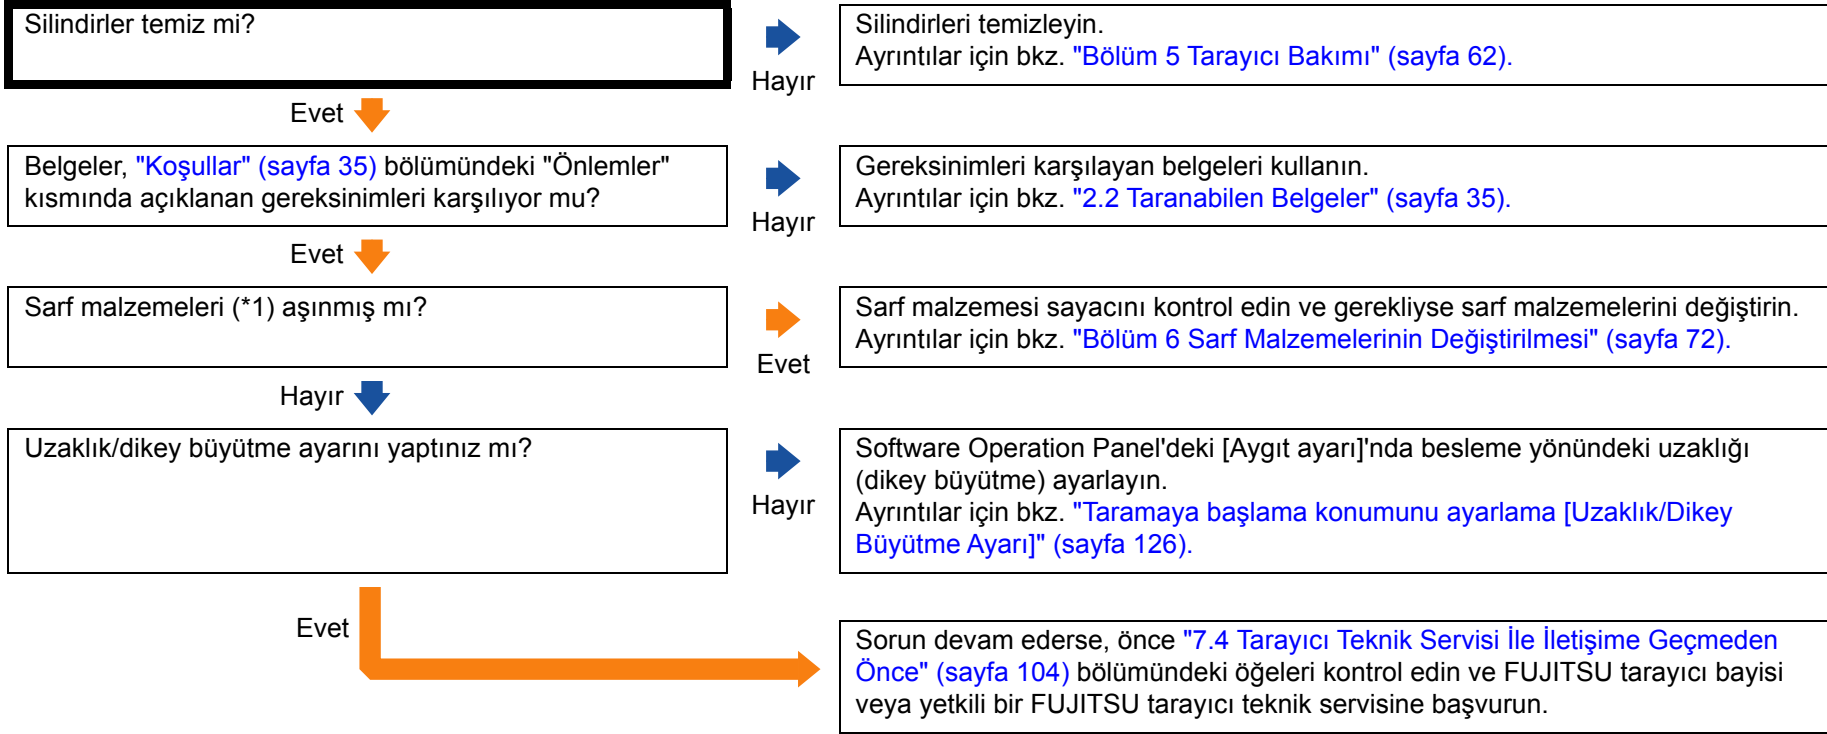 Silindirler temiz mi?
Hayır
Silindirleri temizleyin.
Ayrıntılar için bkz. "Bölüm 5 Tarayıcı Bakımı" (sayfa 62).
Evet
Belgeler, "Koşullar" (sayfa 35) bölümündeki "Önlemler"
kısmında açıklanan gereksinimleri karşılıyor mu?
Hayır
Gereksinimleri karşılayan belgeleri kullanın.
Ayrıntılar için bkz. "2.2 Taranabilen Belgeler" (sayfa 35).
Evet
Sarf malzemeleri (*1) aşınmış mı?
Evet
Sarf malzemesi sayacını kontrol edin ve gerekliyse sarf malzemelerini değiştirin.
Ayrıntılar için bkz. "Bölüm 6 Sarf Malzemelerinin Değiştirilmesi" (sayfa 72).
Hayır
Uzaklık/dikey büyütme ayarını yaptınız mı?
Hayır
Software Operation Panel'deki [Aygıt ayarı]'nda besleme yönündeki uzaklığı
(dikey büyütme) ayarlayın.
Ayrıntılar için bkz. "Taramaya başlama konumunu ayarlama [Uzaklık/Dikey
Büyütme Ayarı]" (sayfa 126).
Evet
Sorun devam ederse, önce "7.4 Tarayıcı Teknik Servisi İle İletişime Geçmeden
Önce" (sayfa 104) bölümündeki öğeleri kontrol edin ve FUJITSU tarayıcı bayisi
veya yetkili bir FUJITSU tarayıcı teknik servisine başvurun.